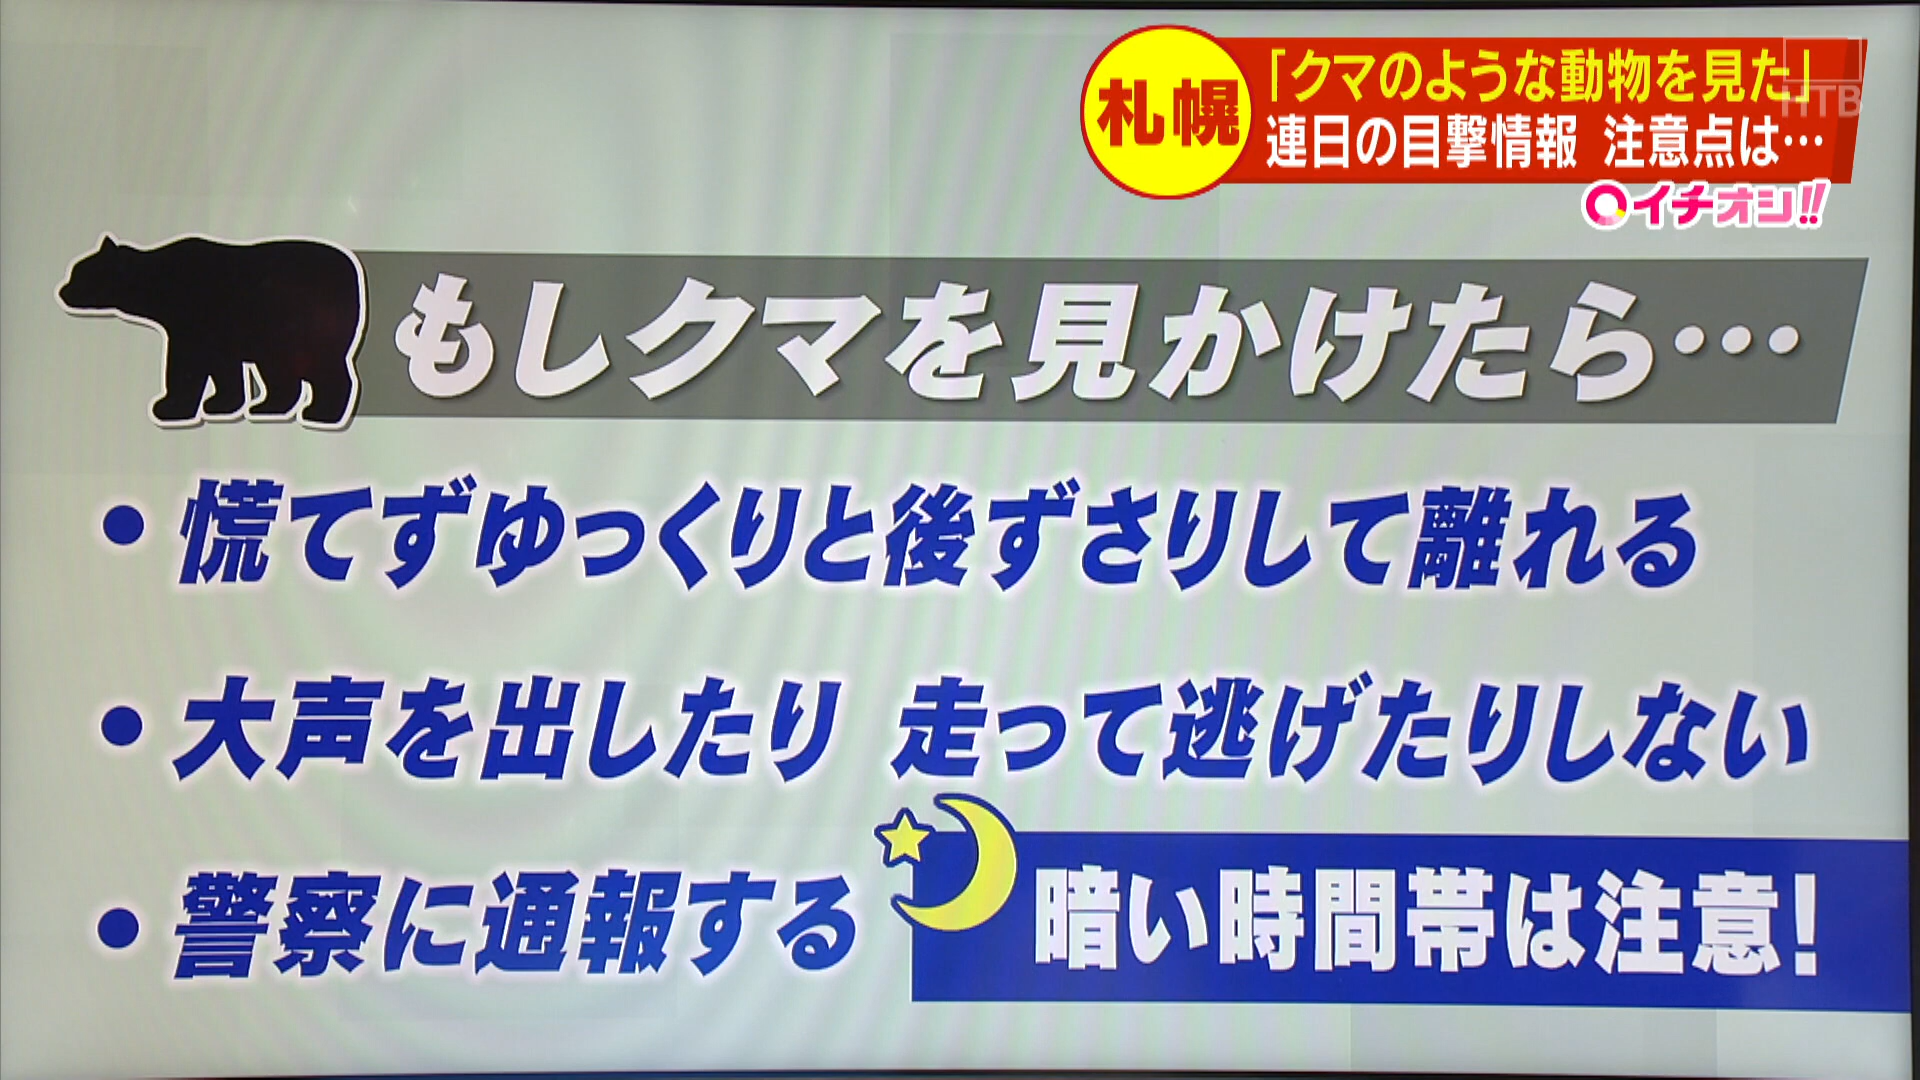 札幌
「クマのような動物を見た」
連日の目撃情報 注意点は…
HTB
イチオシ!!
もしクマを見かけたら…
・慌てずゆっくりと後ずさりして離れる
・大声を出したり 走って逃げたりしない
・警察に通報する
暗い時間帯は注意!